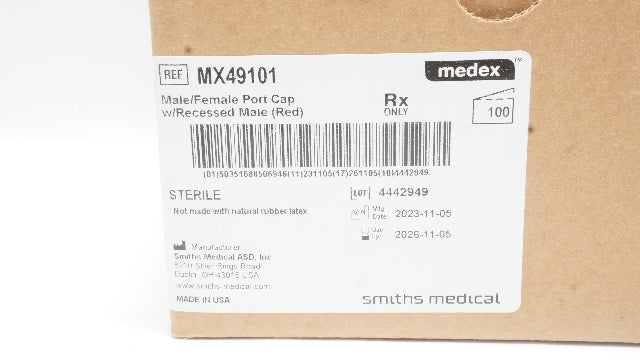 REF MX49101
medex™
Male/Female Port Cap
w/Recessed Male (Red)
Rx
ONLY
100
(01)50351688506946(11)231105(17)261105(10)4442949
STERILE
LOT 4442949
Not made with natural rubber latex
Mfg
Date: 2023-11-05
Use
By: 2026-11-05
Manufacturer
Smiths Medical ASD, Inc
Rings Road
Dublin, OH 43016 USA
www.smiths-medical.com
MADE IN USA
smiths medical